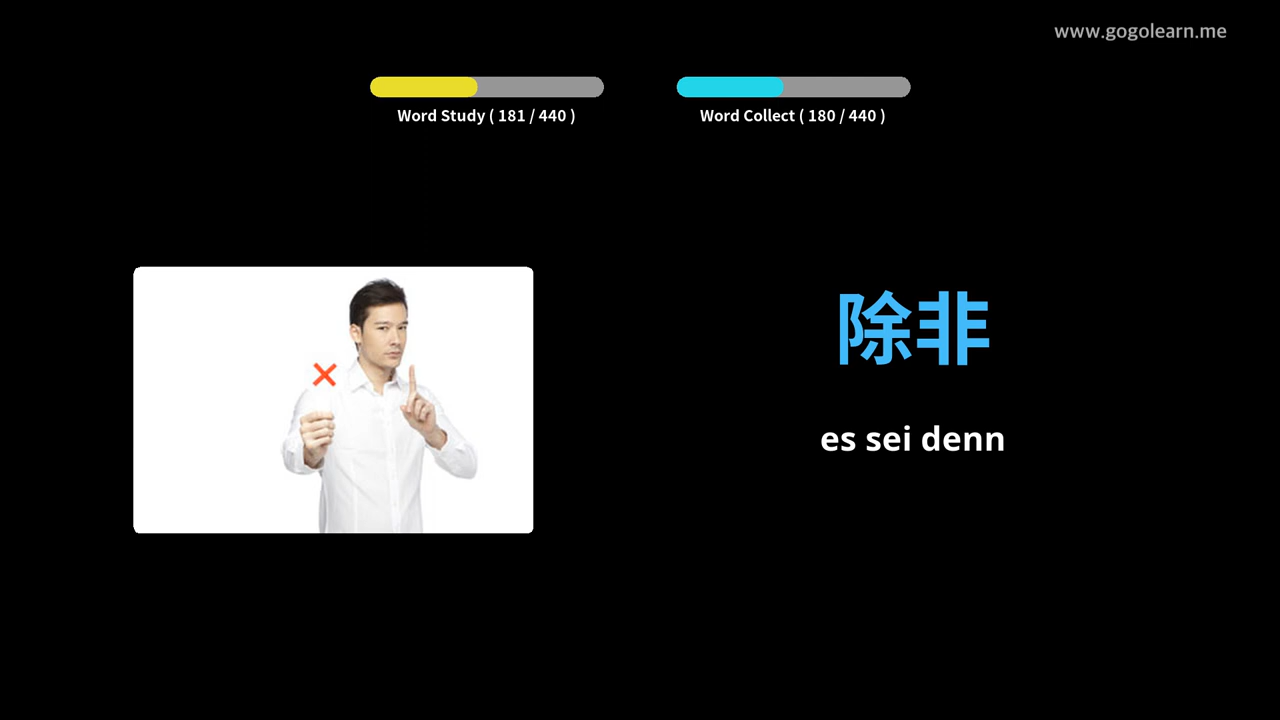 www.gogolearn.me
Word Study ( 181 / 440 )
Word Collect ( 180 / 440 )
除非
es sei denn